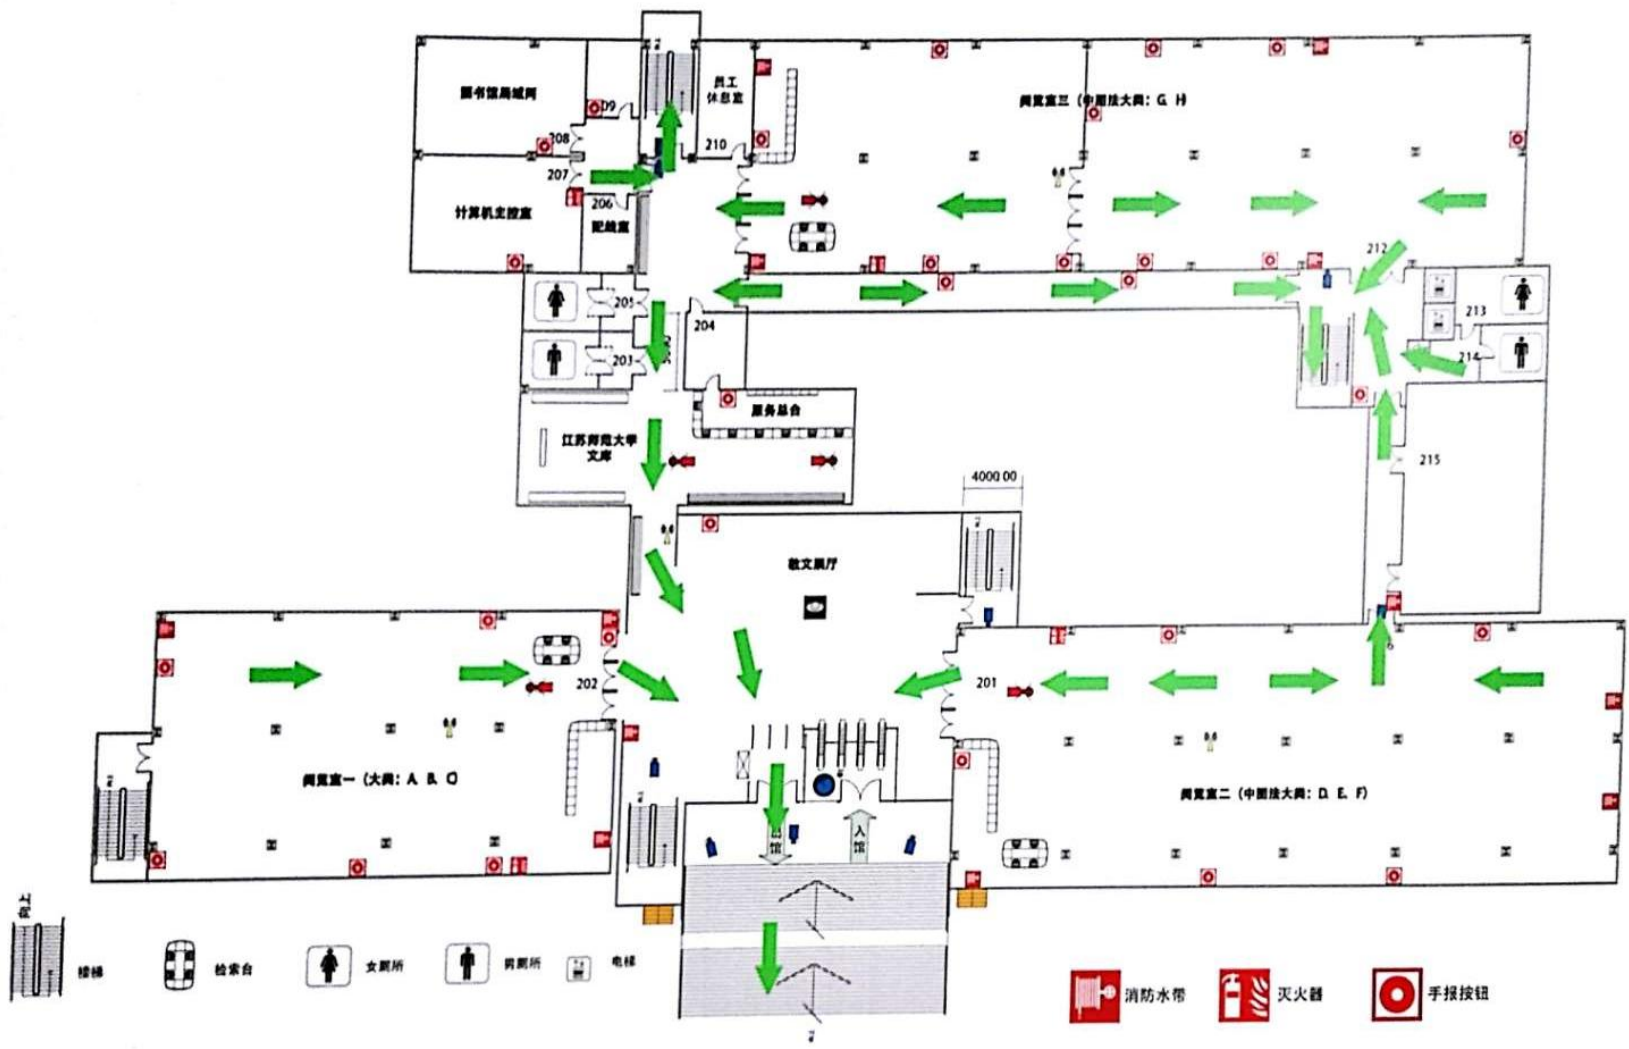 图书馆局域网
09
208
员工
休息室
210
阅览室三（中图法大类：G H）
207
206
计算机主控室
配线室
212
205
204
213
203
214
服务总台
江苏师范大学
文库
215
4000.00
敬文展厅
202
201
阅览室一（大类：A B C）
阅览室二（中图法大类：D. E. F）
馆
入
馆
向上
楼梯
检索台
女厕所
男厕所
电梯
消防水带
灭火器
手报按钮